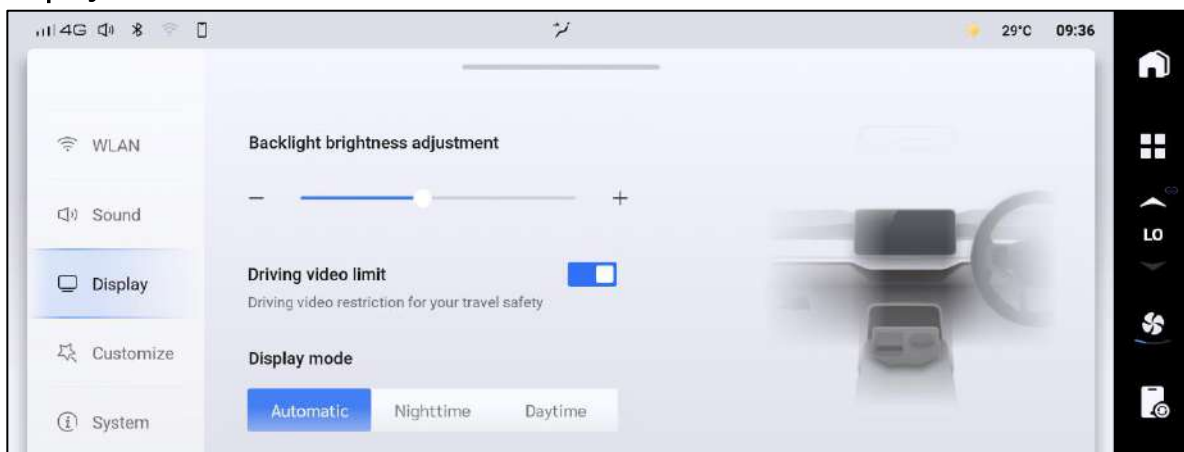 4G
29°C 09:36
WLAN
Sound
Display
Customize
System
Backlight brightness adjustment
Driving video limit
Driving video restriction for your travel safety
Display mode
Automatic Nighttime Daytime
LO